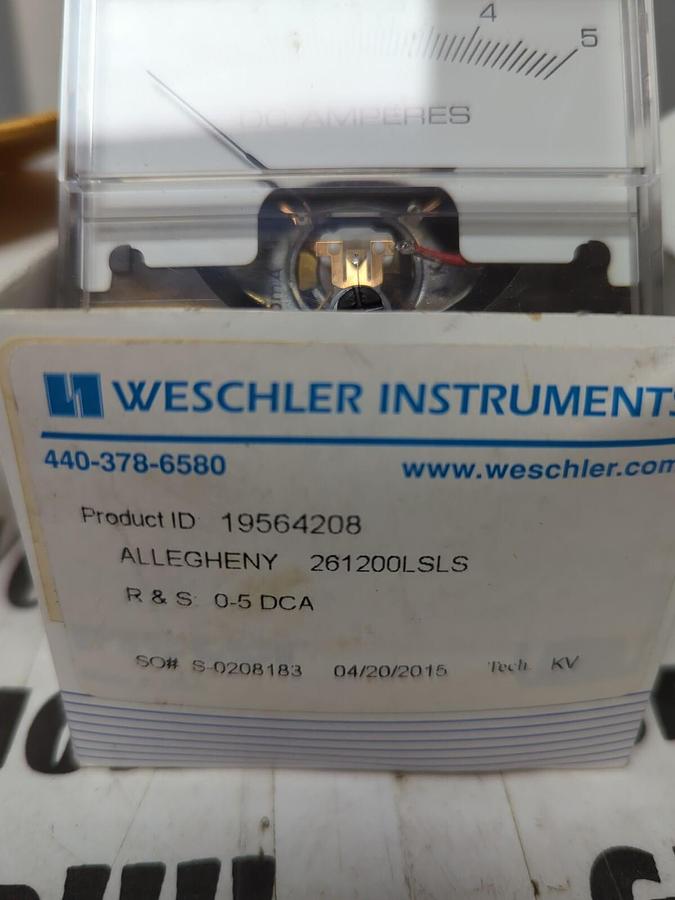 4
5
DC AMPERES
WESCHLER INSTRUMENTS
440-378-6580
www.weschler.com
Product ID 19564208
ALLEGHENY 261200LSLS
R & S: 0-5 DCA
SO# S-0208183 04/20/2015 Tech. KV